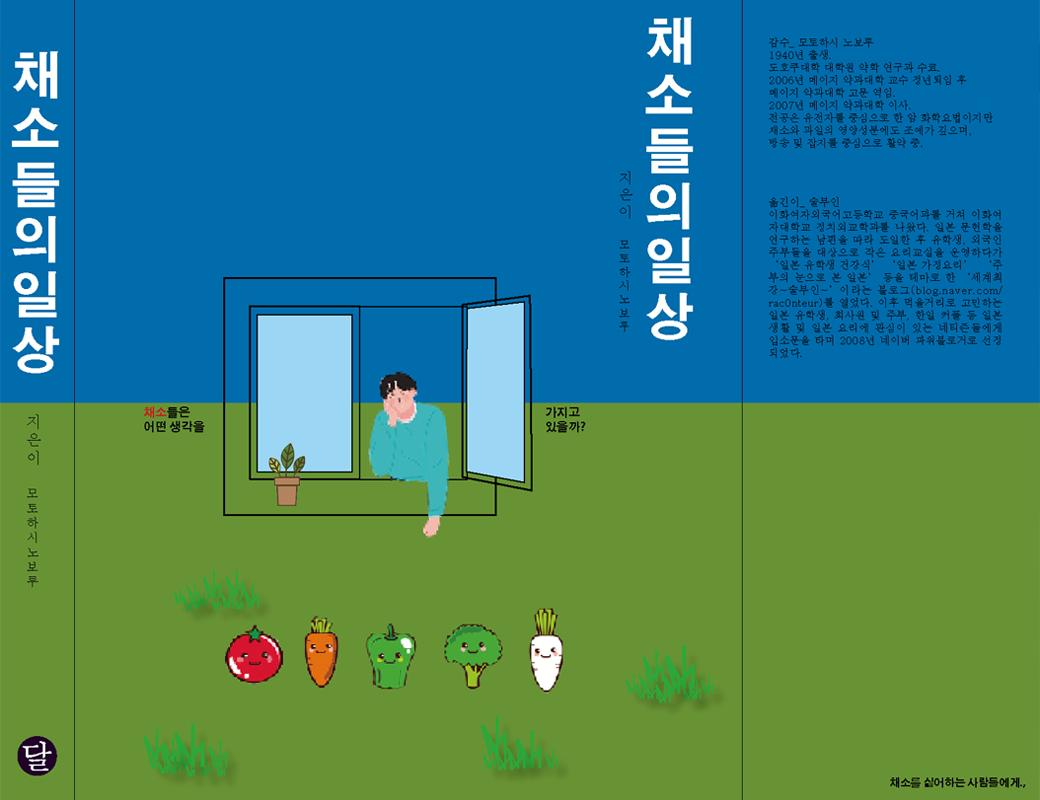 채소들의일상
지은이 모토하시노보루
달
채소들은
어떤 생각을
가지고
있을까?
채소들의일상
지은이 모토하시노보루
감수_ 모토하시 노보루
1940년 출생.
도호쿠대학 대학원 약학 연구과 수료.
2006년 메이지 약과대학 교수 정년퇴임 후
메이지 약과대학 고문 역임.
2007년 메이지 약과대학 이사.
전공은 유전자를 중심으로 한 암 화학요법이지만
채소와 과일의 영양성분에도 조예가 깊으며,
방송 및 잡지를 중심으로 활약 중.
옮긴이_ 술부인
이화여자외국어고등학교 중국어과를 거쳐 이화여
자대학교 정치외교학과를 나왔다. 일본 문헌학을
연구하는 남편을 따라 도일한 후 유학생, 외국인
주부들을 대상으로 작은 요리교실을 운영하다가
‘일본 유학생 건강식’ ‘일본 가정요리’ ‘주
부의 눈으로 본 일본’ 등을 테마로 한 ‘세계최
강~술부인~’이라는 블로그(blog.naver.com/
rac0nteur)를 열었다. 이후 먹을거리로 고민하는
일본 유학생, 회사원 및 주부, 한일 커플 등 일본
생활 및 일본 요리에 관심이 있는 네티즌들에게
입소문을 타며 2008년 네이버 파워블로거로 선정
되었다.
채소를 싫어하는 사람들에게.,